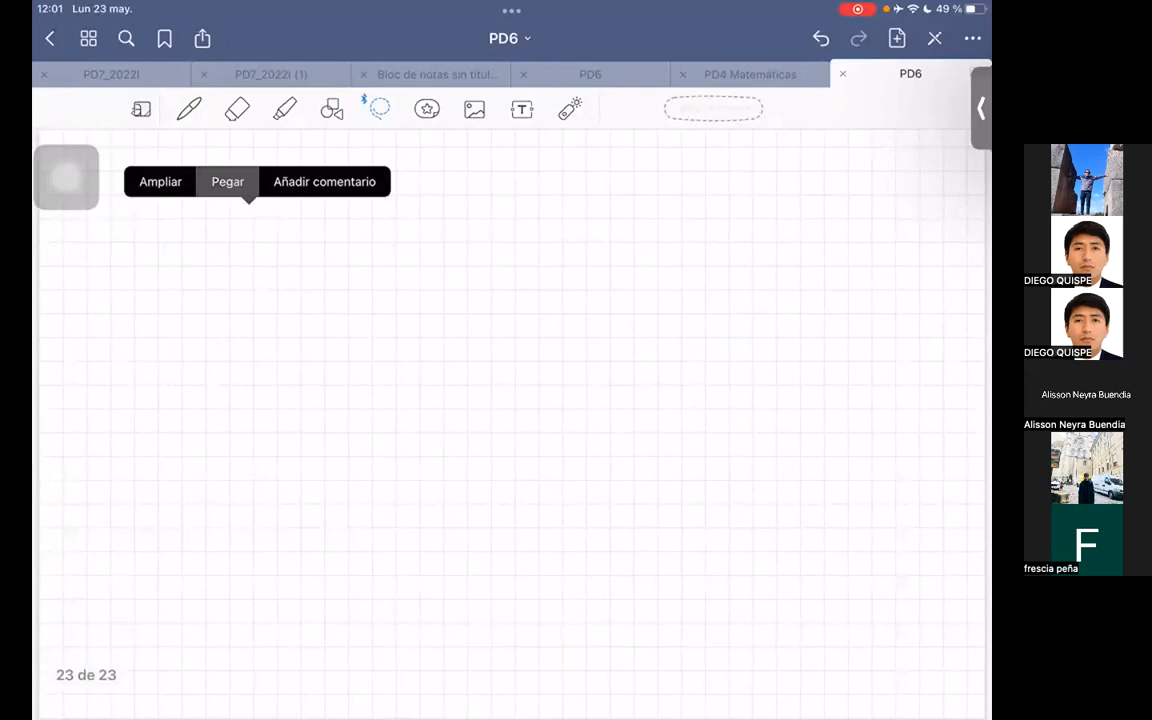 12:01 Lun 23 may.
49 %
PD6
PD7_2022I
PD7_2022I (1)
Bloc de notas sin títul...
PD6
PD4 Matemáticas
PD6
T
Ampliar Pegar Añadir comentario
DIEGO QUISPE
DIEGO QUISPE
Alisson Neyra Buendia
Alisson Neyra Buendia
F
frescia peña
23 de 23